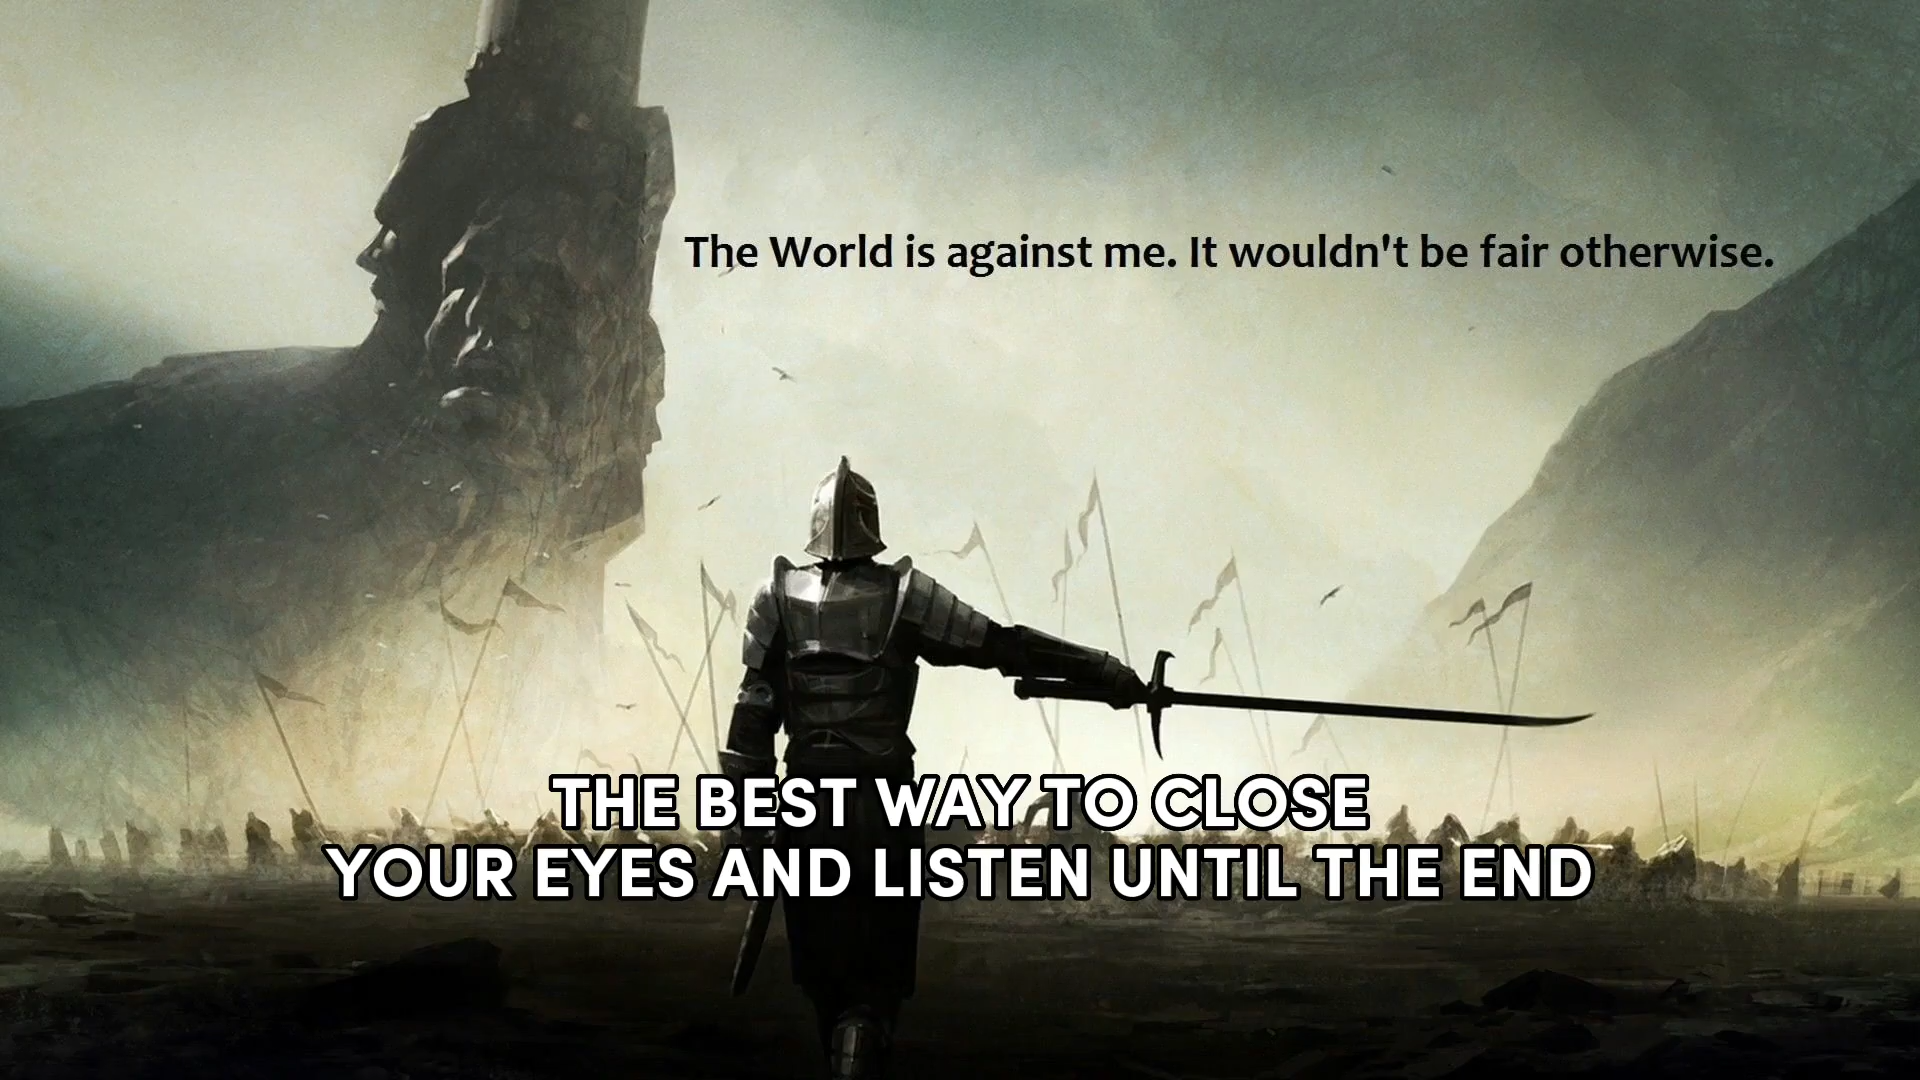 The World is against me. It wouldn't be fair otherwise.
THE BEST WAY TO CLOSE
YOUR EYES AND LISTEN UNTIL THE END